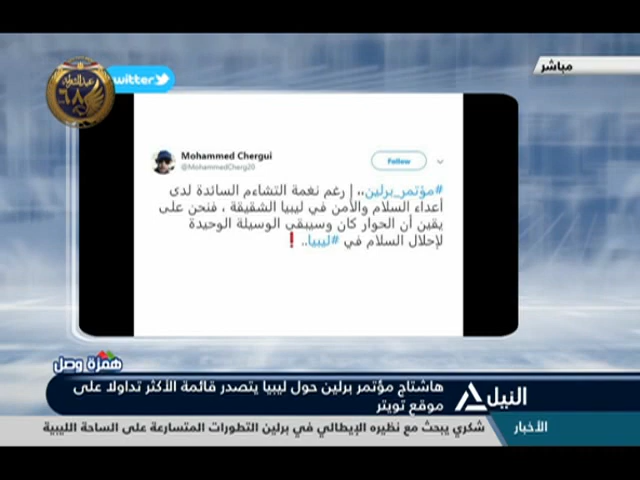 مباشر
twitter
Mohammed Chergui
@MohammedCherg20
Follow
#مؤتمر_برلين.. | رغم نغمة التشاءم السائدة لدى
أعداء السلام والأمن في ليبيا الشقيقة ، فنحن على
يقين أن الحوار كان وسيبقى الوسيلة الوحيدة
لإحلال السلام في #ليبيا.. ❗
همزة وصل
هاشتاج مؤتمر برلين حول ليبيا يتصدر قائمة الأكثر تداولا على
موقع تويتر
النيل
الأخبار
شكري يبحث مع نظيره الإيطالي في برلين التطورات المتسارعة على الساحة الليبية